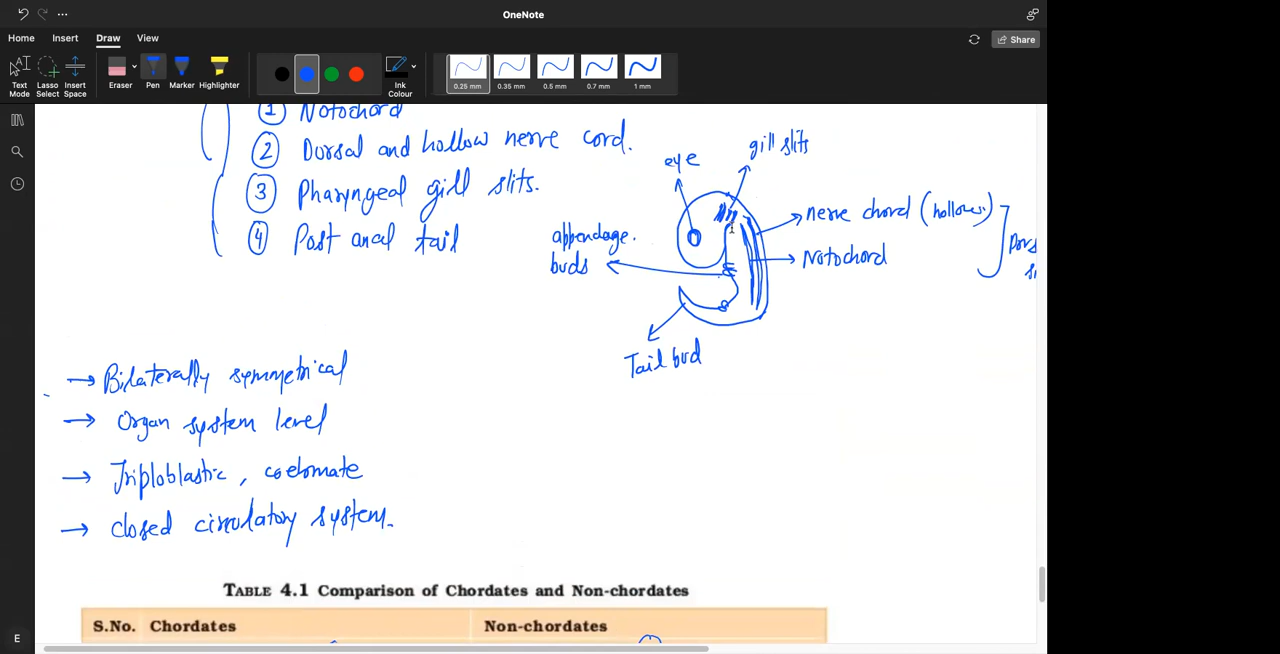 OneNote
Home Insert Draw View
Share
Text Mode
Lasso Select
Insert Space
Eraser
Pen
Marker
Highlighter
Ink Colour
0.25 mm
0.35 mm
0.5 mm
0.7 mm
1 mm
① Notochord
② Dorsal and hollow nerve cord.
③ Pharyngeal gill slits.
④ Post anal tail
eye
gill slits
nerve chord (hollow)
Notochord
appendage
buds
Tail bud
→ Bilaterally symmetrical
→ Organ system level
→ Triploblastic, coelomate
→ closed circulatory system.
TABLE 4.1 Comparison of Chordates and Non-chordates
S.No. Chordates Non-chordates
E